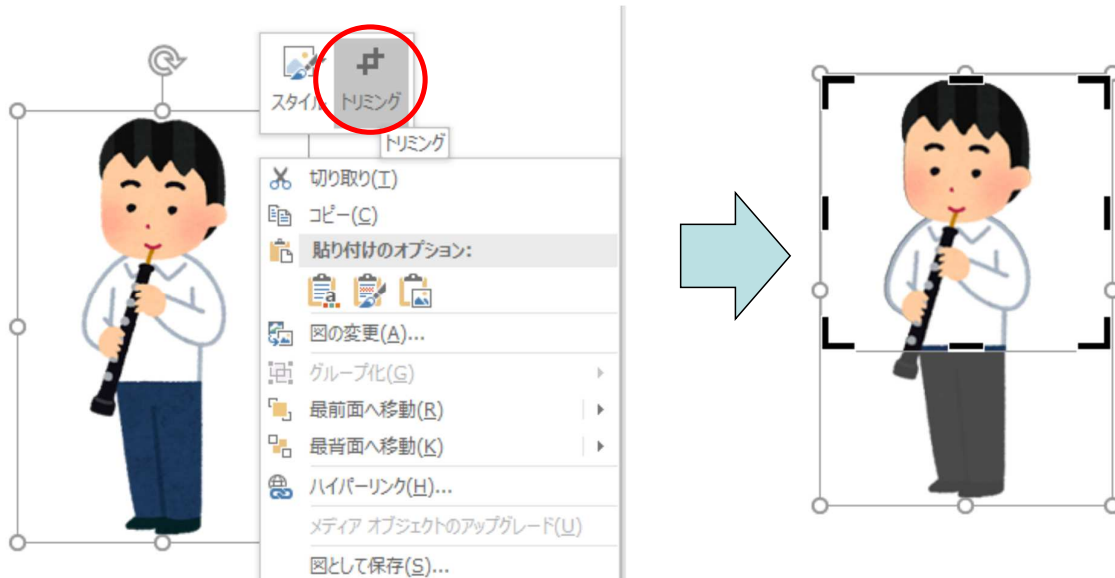 スタイル トリミング
トリミング
切り取り(T)
コピー(C)
貼り付けのオプション:
a
図の変更(A)...
グループ化(G)
最前面へ移動(R)
最背面へ移動(K)
ハイパーリンク(H)...
メディア オブジェクトのアップグレード(U)
図として保存(S)...